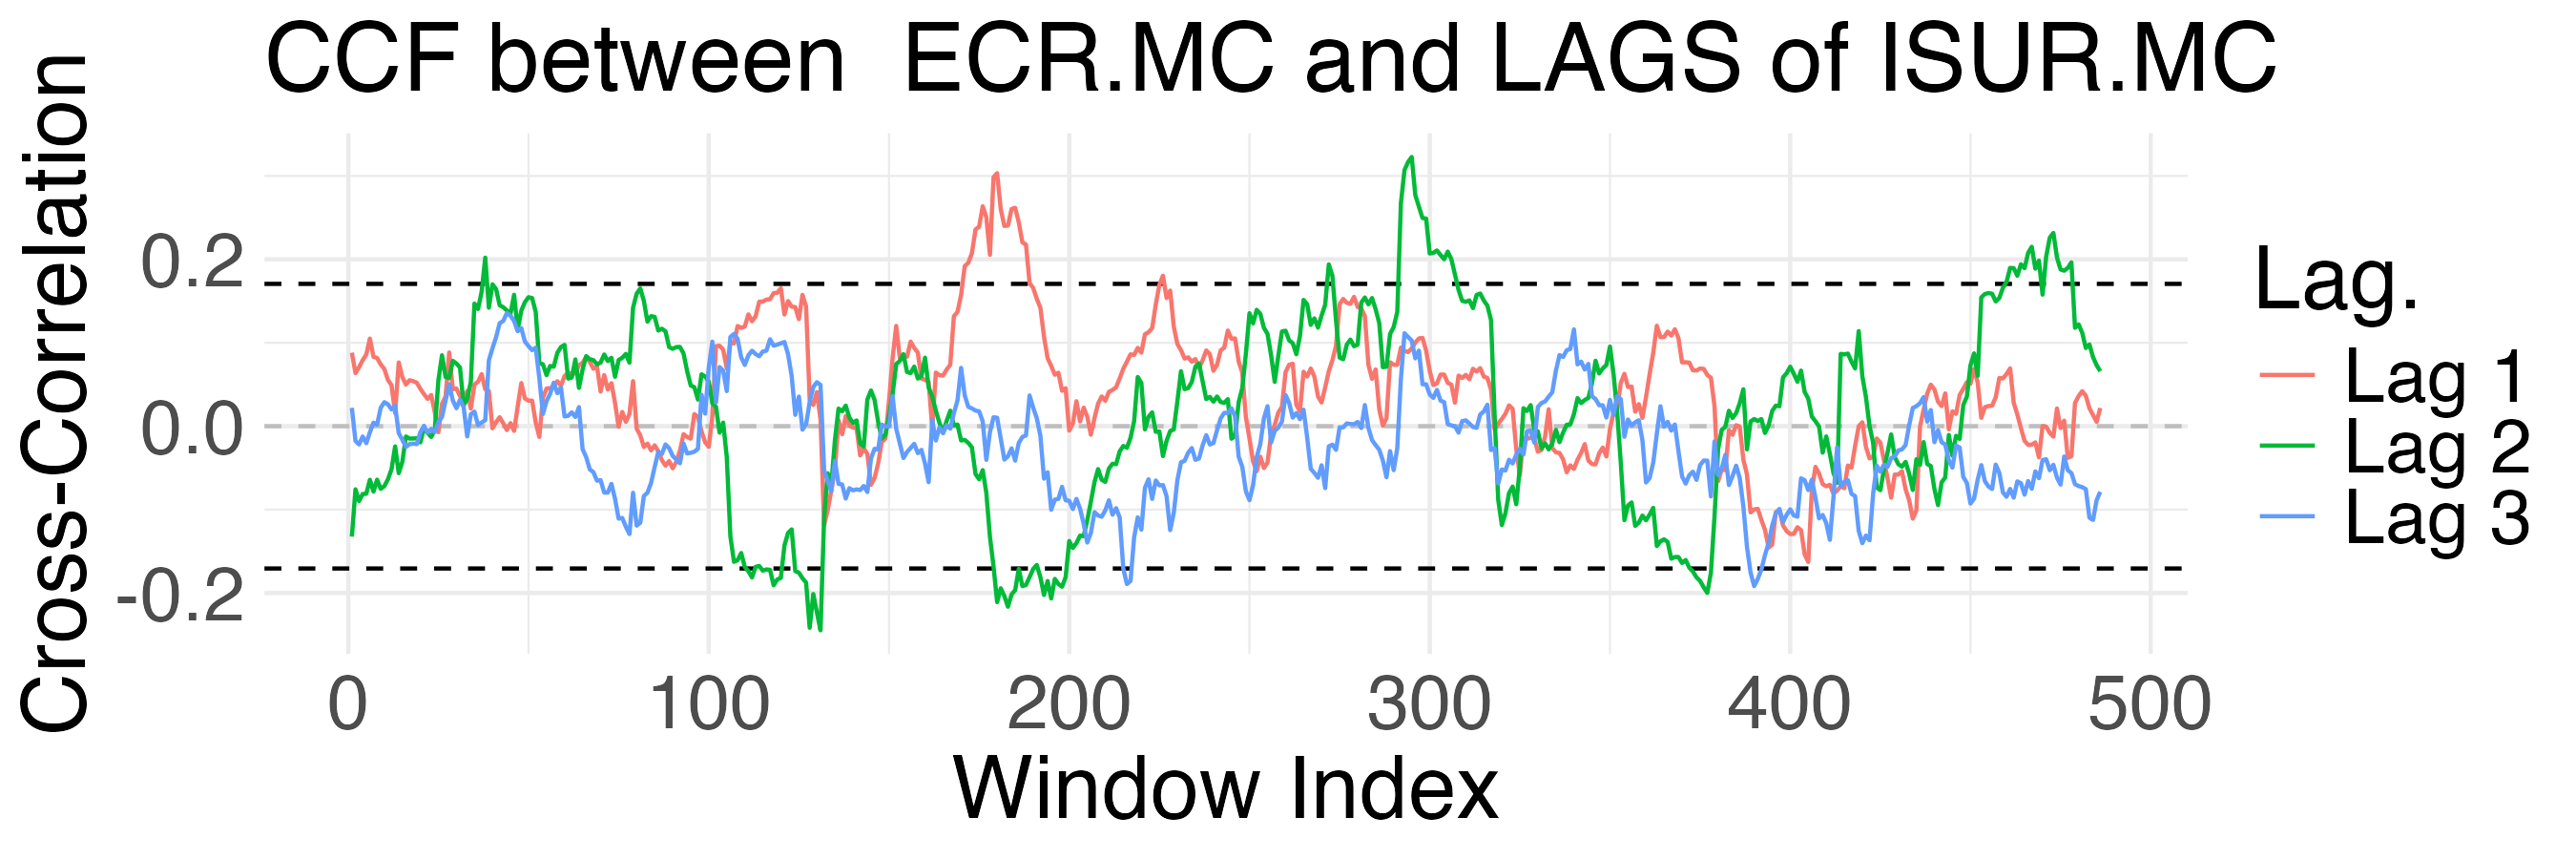 CCF between  ECR.MC and LAGS of ISUR.MC
Cross-Correlation
0.2
0.0
-0.2
0 100 200 300 400 500
Window Index
Lag.
Lag 1
Lag 2
Lag 3